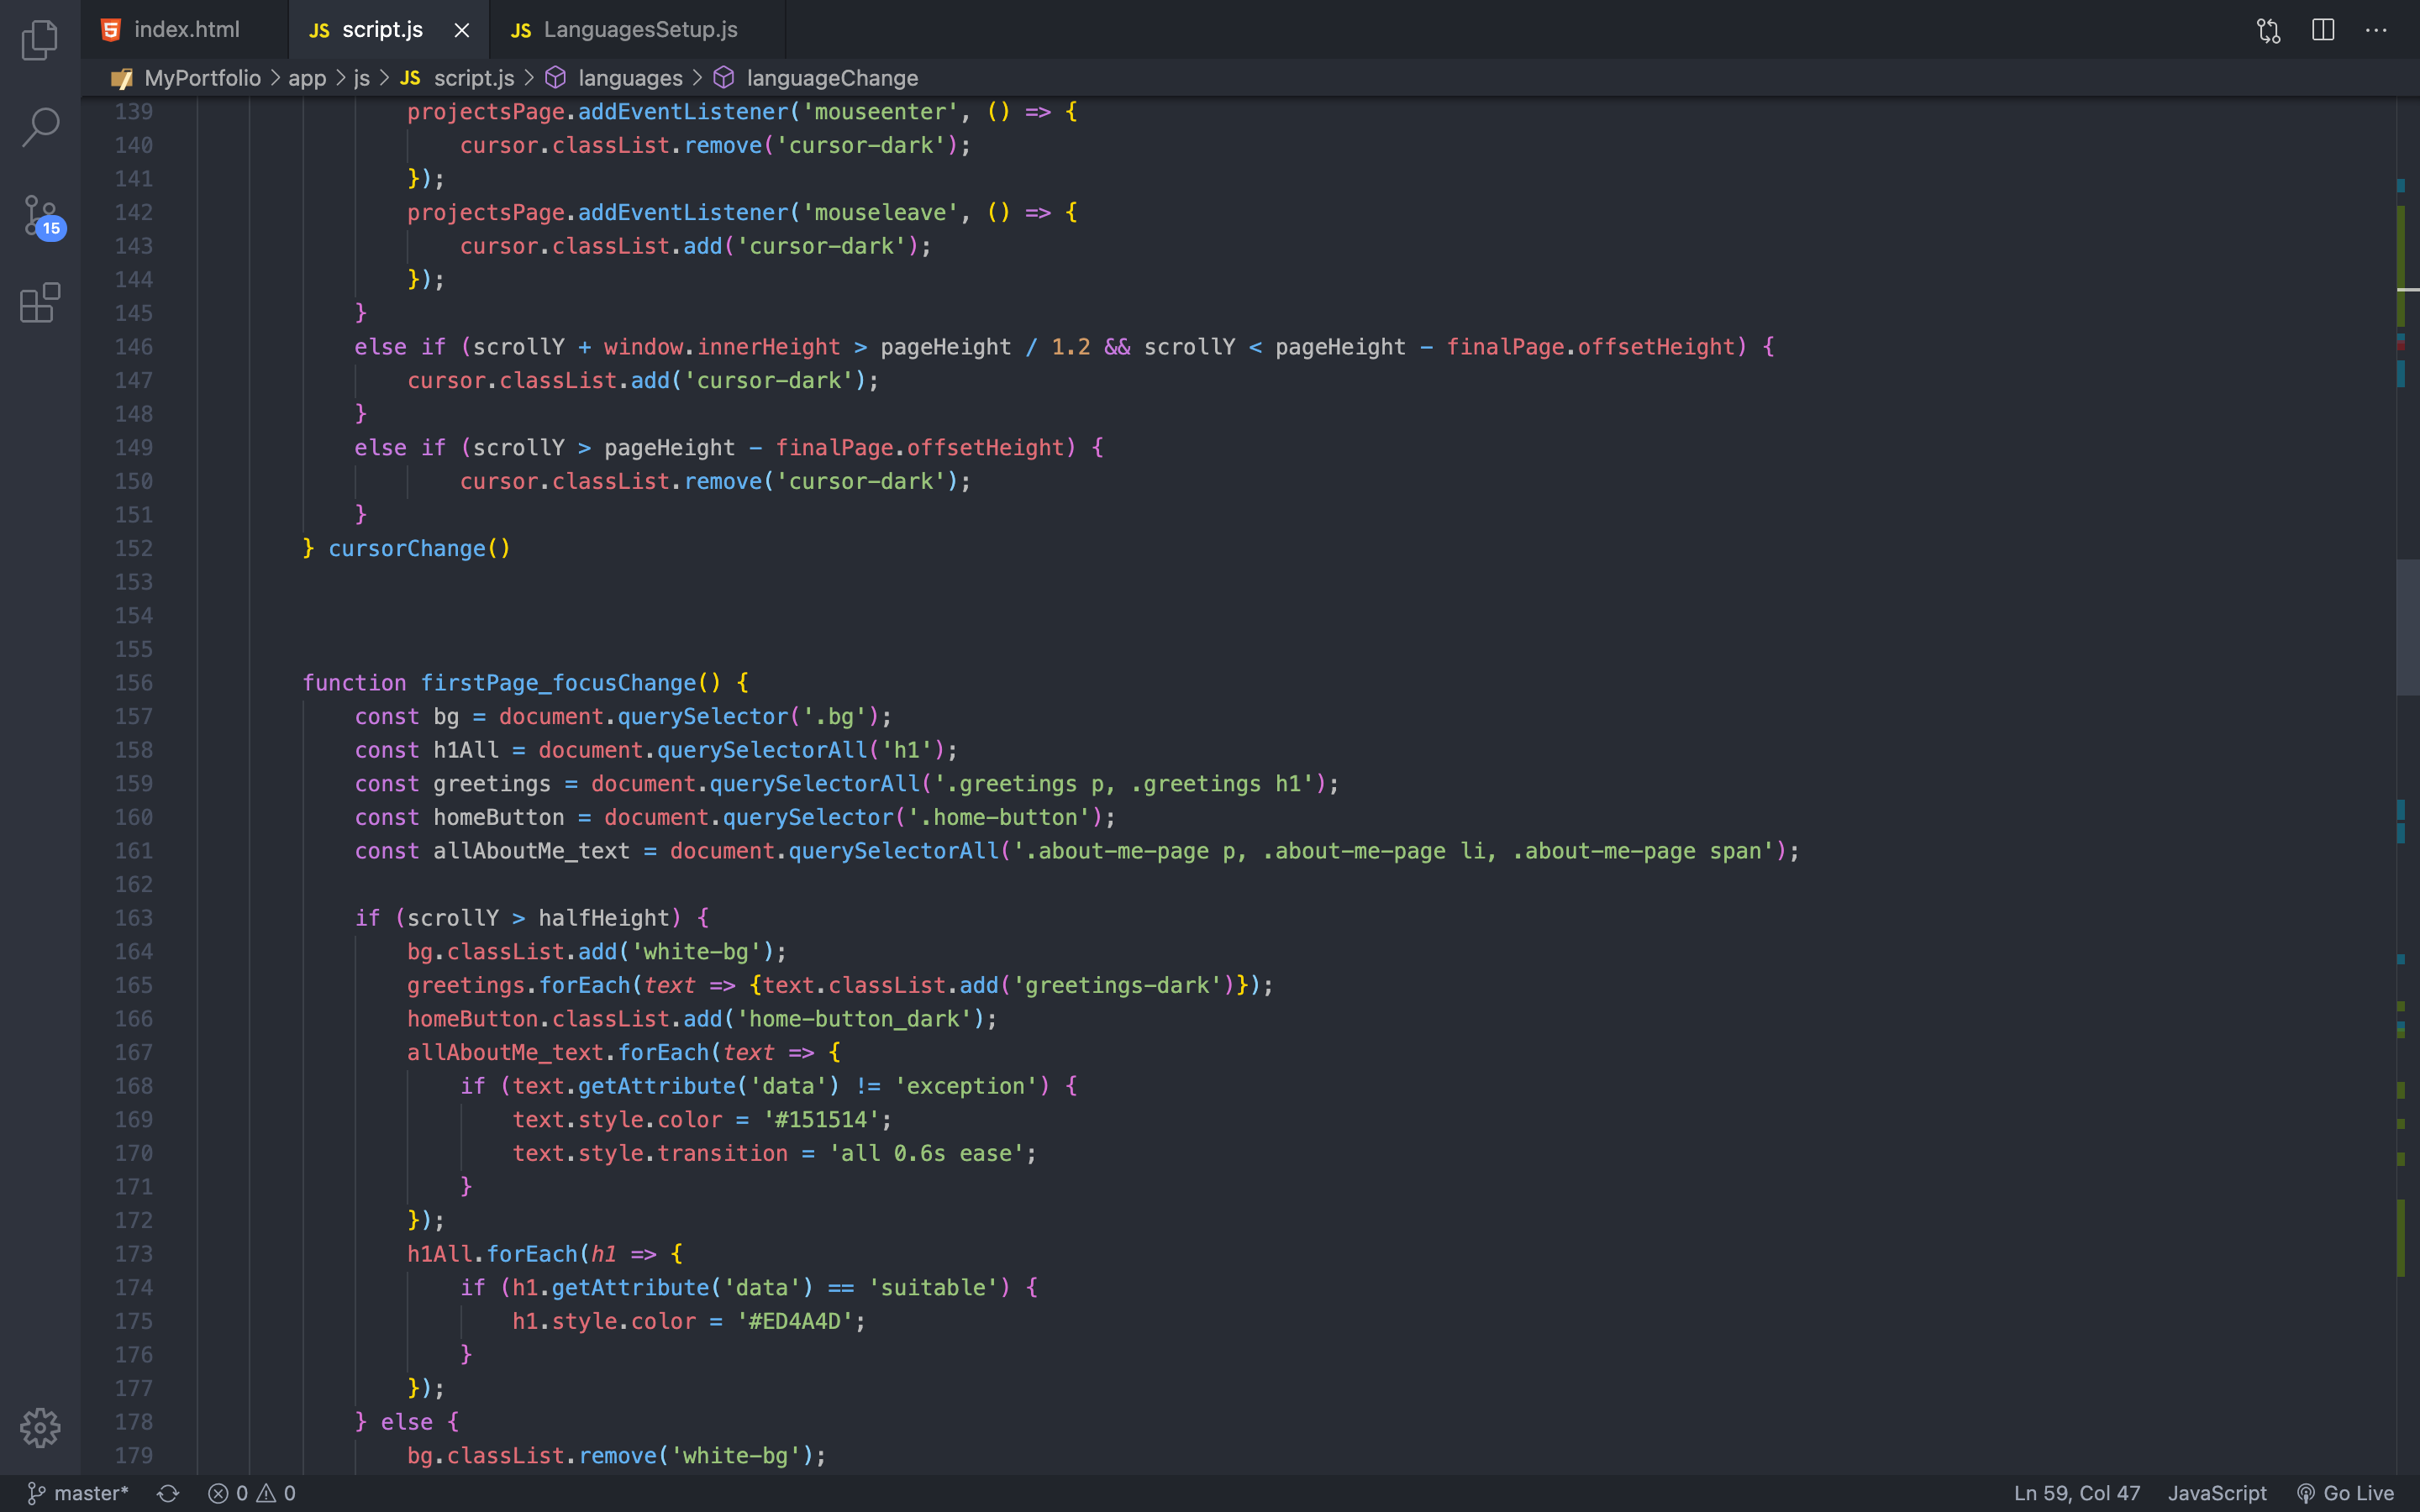 index.html
JS script.js
JS LanguagesSetup.js
MyPortfolio > app > js > JS script.js > languages > languageChange
15
139 projectsPage.addEventListener('mouseenter', () => {
140 cursor.classList.remove('cursor-dark');
141 });
142 projectsPage.addEventListener('mouseleave', () => {
143 cursor.classList.add('cursor-dark');
144 });
145 }
146 else if (scrollY + window.innerHeight > pageHeight / 1.2 && scrollY < pageHeight - finalPage.offsetHeight) {
147 cursor.classList.add('cursor-dark');
148 }
149 else if (scrollY > pageHeight - finalPage.offsetHeight) {
150 cursor.classList.remove('cursor-dark');
151 }
152 } cursorChange()
153
154
155
156 function firstPage_focusChange() {
157 const bg = document.querySelector('.bg');
158 const h1All = document.querySelectorAll('h1');
159 const greetings = document.querySelectorAll('.greetings p, .greetings h1');
160 const homeButton = document.querySelector('.home-button');
161 const allAboutMe_text = document.querySelectorAll('.about-me-page p, .about-me-page li, .about-me-page span');
162
163 if (scrollY > halfHeight) {
164 bg.classList.add('white-bg');
165 greetings.forEach(text => {text.classList.add('greetings-dark')});
166 homeButton.classList.add('home-button_dark');
167 allAboutMe_text.forEach(text => {
168 if (text.getAttribute('data') != 'exception') {
169 text.style.color = '#151514';
170 text.style.transition = 'all 0.6s ease';
171 }
172 });
173 h1All.forEach(h1 => {
174 if (h1.getAttribute('data') == 'suitable') {
175 h1.style.color = '#ED4A4D';
176 }
177 });
178 } else {
179 bg.classList.remove('white-bg');
master* 0 0 Ln 59, Col 47 JavaScript Go Live